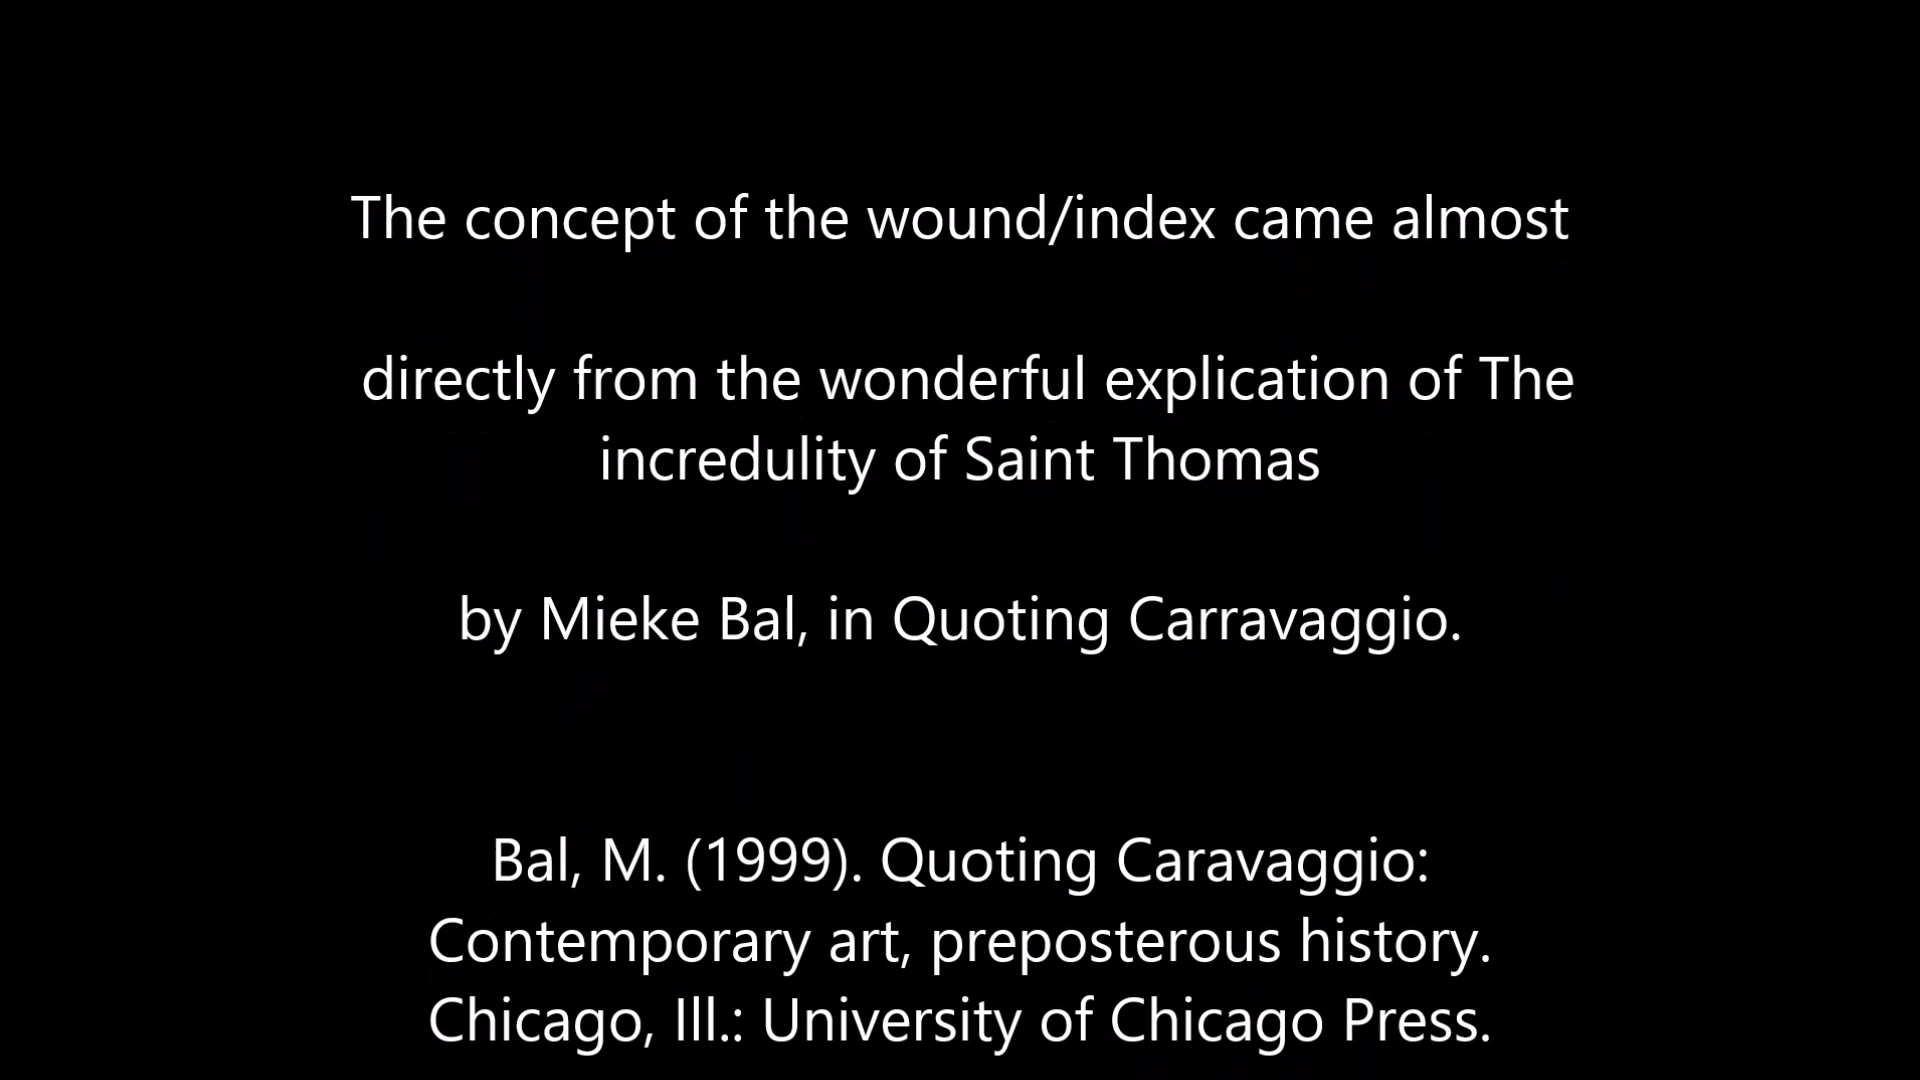 The concept of the wound/index came almost
directly from the wonderful explication of The
incredulity of Saint Thomas
by Mieke Bal, in Quoting Carravaggio.
Bal, M. (1999). Quoting Caravaggio:
Contemporary art, preposterous history.
Chicago, Ill.: University of Chicago Press.